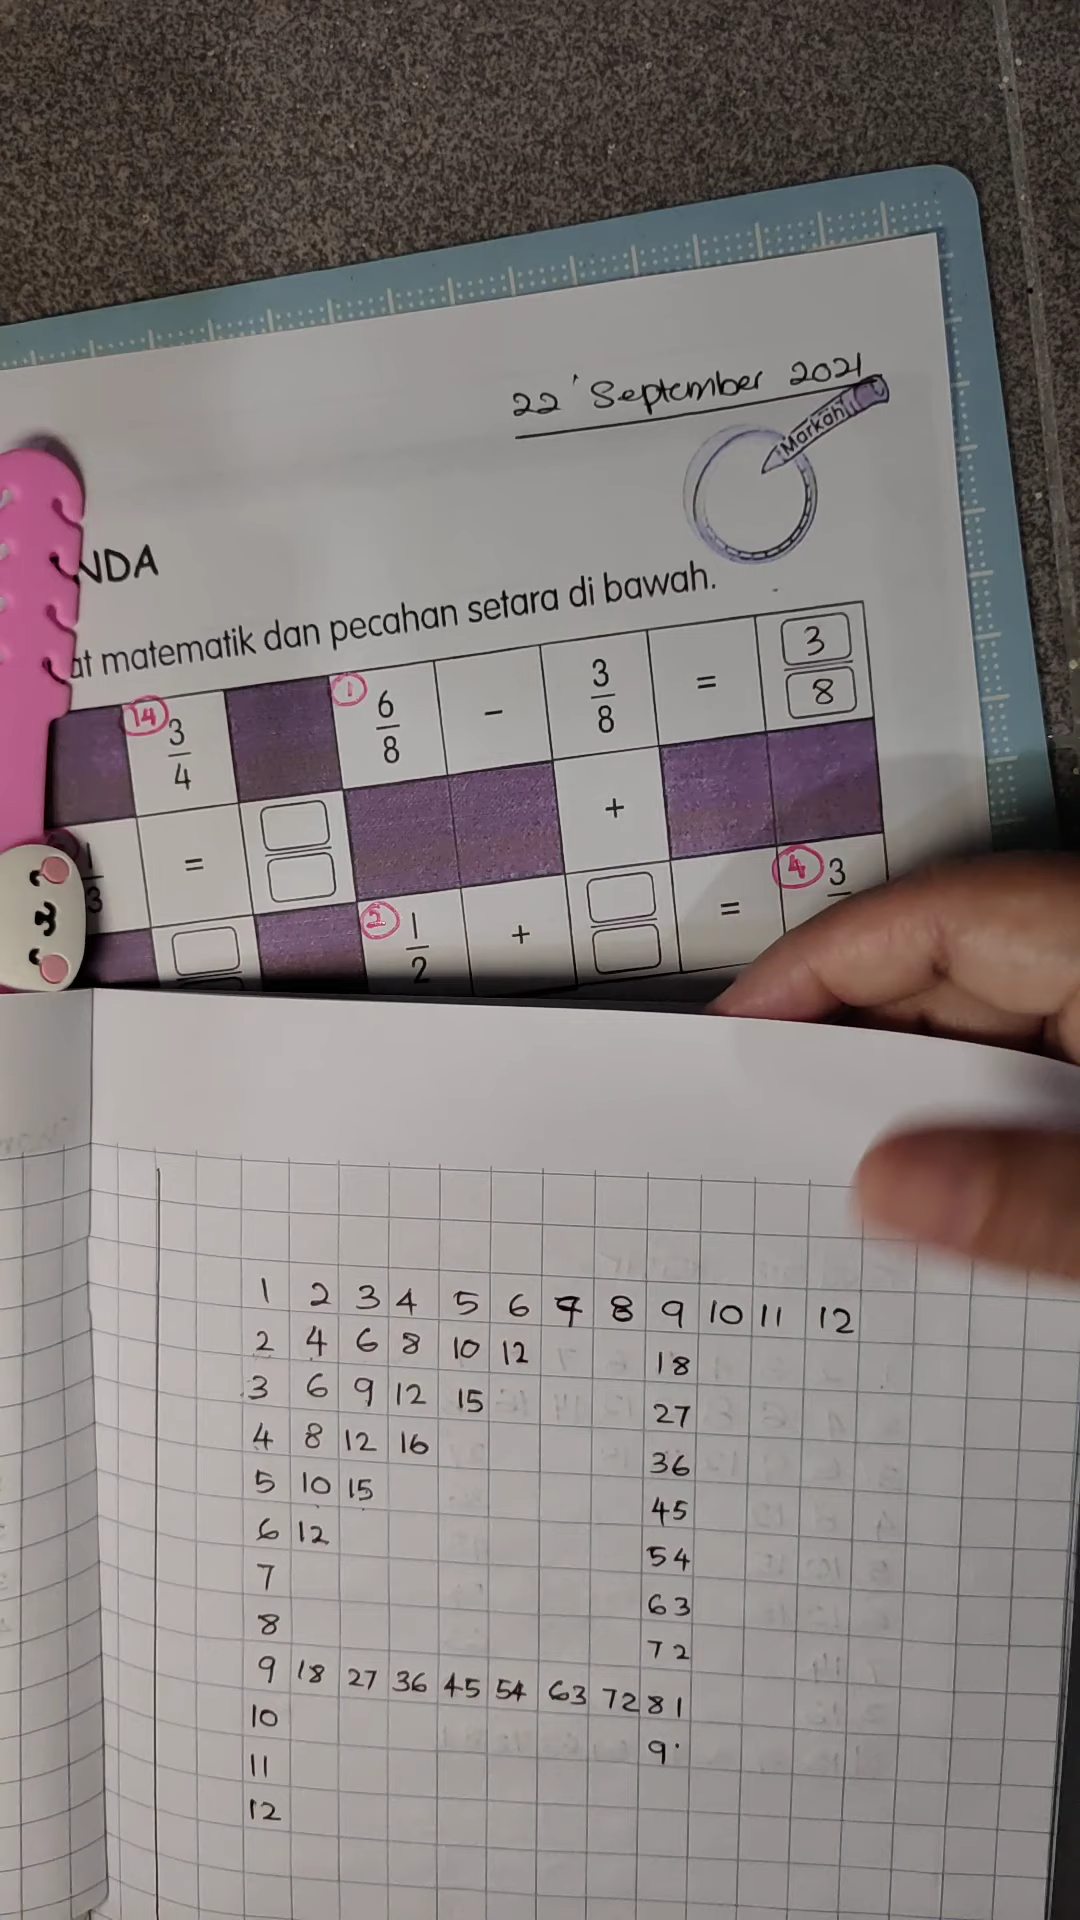 22 September 2021
Markah
NDA
at matematik dan pecahan setara di bawah.
14 3/4 1 6/8 − 3/8 = 3/8
1/3 = +
2 1/2 + = 4 3
1 2 3 4 5 6 7 8 9 10 11 12
2 4 6 8 10 12 18
3 6 9 12 15 27
4 8 12 16 36
5 10 15 45
6 12 54
7 63
8 72
9 18 27 36 45 54 63 72 81
10 9
11
12